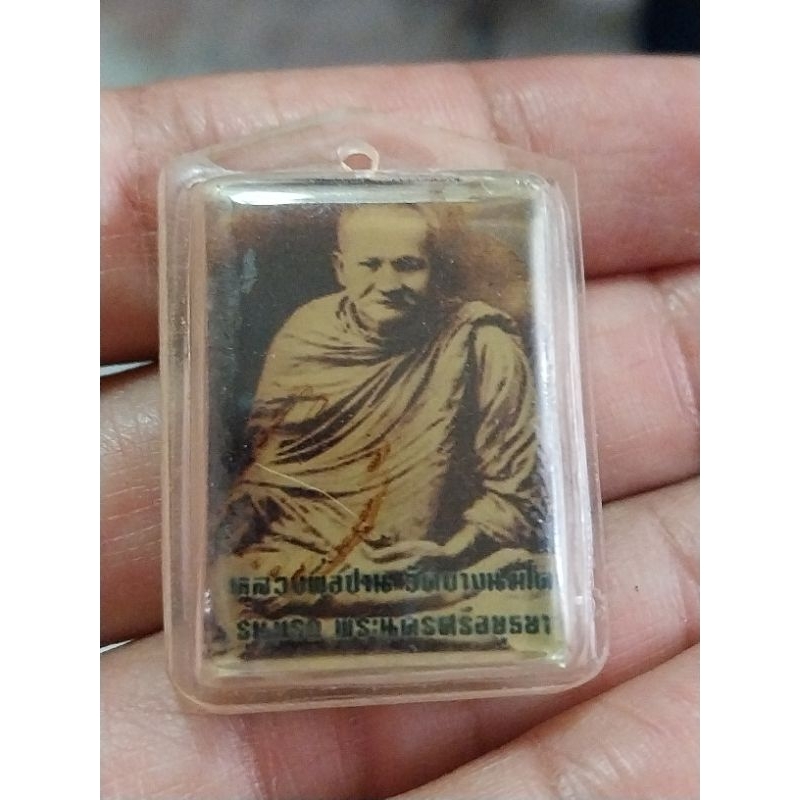 หลวงพ่อปาน วัดบางนมโค
รุ่นแรก พระนครศรีอยุธยา